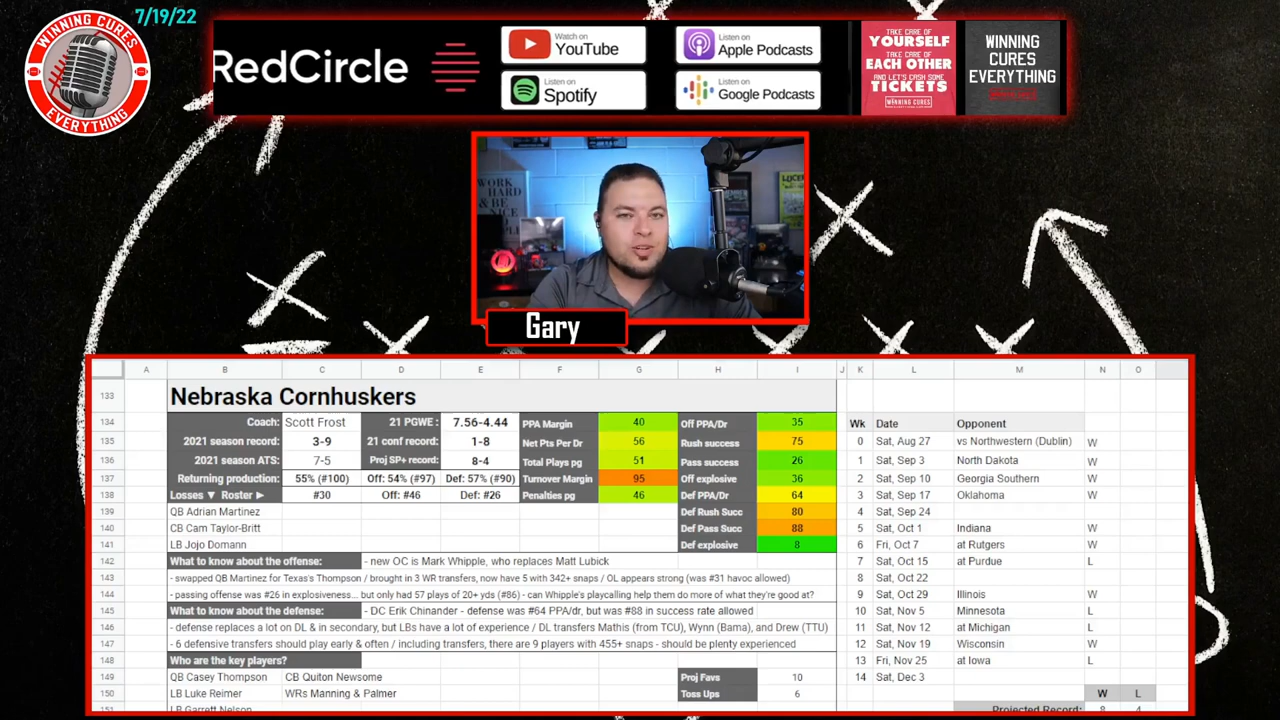 7/19/22
WINNING CURES
EVERYTHING
RedCircle
Watch on
YouTube
Listen on
Apple Podcasts
Listen on
Spotify
Listen on
Google Podcasts
TAKE CARE OF
YOURSELF
TAKE CARE OF
EACH OTHER
AND LET'S CASH SOME
TICKETS
WINNING CURES
WINNING
CURES
EVERYTHING
WORK
HARD
& BE
NICE
Gary
A B C D E F G H I J K L M N O
133 Nebraska Cornhuskers
134 Coach: Scott Frost 21 PGWE : 7.56-4.44 PPA Margin 40 Off PPA/Dr 35 Wk Date Opponent
135 2021 season record: 3-9 21 conf record: 1-8 Net Pts Per Dr 56 Rush success 75 0 Sat, Aug 27 vs Northwestern (Dublin) W
136 2021 season ATS: 7-5 Proj SP+ record: 8-4 Total Plays pg 51 Pass success 26 1 Sat, Sep 3 North Dakota W
137 Returning production: 55% (#100) Off: 54% (#97) Def: 57% (#90) Turnover Margin 95 Off explosive 36 2 Sat, Sep 10 Georgia Southern W
138 Losses ▼ Roster ► #30 Off: #46 Def: #26 Penalties pg 46 Def PPA/Dr 64 3 Sat, Sep 17 Oklahoma W
139 QB Adrian Martinez Def Rush Succ 80 4 Sat, Sep 24
140 CB Cam Taylor-Britt Def Pass Succ 88 5 Sat, Oct 1 Indiana W
141 LB Jojo Domann Def explosive 8 6 Fri, Oct 7 at Rutgers W
142 What to know about the offense: - new OC is Mark Whipple, who replaces Matt Lubick 7 Sat, Oct 15 at Purdue L
143 - swapped QB Martinez for Texas's Thompson / brought in 3 WR transfers, now have 5 with 342+ snaps / OL appears strong (was #31 havoc allowed) 8 Sat, Oct 22
144 - passing offense was #26 in explosiveness... but only had 57 plays of 20+ yds (#86) - can Whipple's playcalling help them do more of what they're good at? 9 Sat, Oct 29 Illinois W
145 What to know about the defense: - DC Erik Chinander - defense was #64 PPA/dr, but was #88 in success rate allowed 10 Sat, Nov 5 Minnesota L
146 - defense replaces a lot on DL & in secondary, but LBs have a lot of experience / DL transfers Mathis (from TCU), Wynn (Bama), and Drew (TTU) 11 Sat, Nov 12 at Michigan L
147 - 6 defensive transfers should play early & often / including transfers, there are 9 players with 455+ snaps - should be plenty experienced 12 Sat, Nov 19 Wisconsin W
148 Who are the key players? 13 Fri, Nov 25 at Iowa L
149 QB Casey Thompson CB Quiton Newsome Proj Favs 10 14 Sat, Dec 3
150 LB Luke Reimer WRs Manning & Palmer Toss Ups 6 W L
151 LB Garrett Nelson Projected Record: 8 4